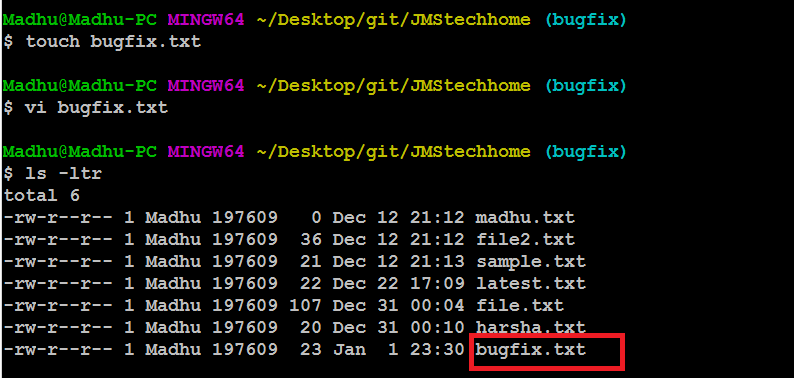 Madhu@Madhu-PC MINGW64 ~/Desktop/git/JMStechhome (bugfix)
$ touch bugfix.txt
Madhu@Madhu-PC MINGW64 ~/Desktop/git/JMStechhome (bugfix)
$ vi bugfix.txt
Madhu@Madhu-PC MINGW64 ~/Desktop/git/JMStechhome (bugfix)
$ ls -ltr
total 6
-rw-r--r-- 1 Madhu 197609   0 Dec 12 21:12 madhu.txt
-rw-r--r-- 1 Madhu 197609  36 Dec 12 21:12 file2.txt
-rw-r--r-- 1 Madhu 197609  21 Dec 12 21:13 sample.txt
-rw-r--r-- 1 Madhu 197609  22 Dec 22 17:09 latest.txt
-rw-r--r-- 1 Madhu 197609 107 Dec 31 00:04 file.txt
-rw-r--r-- 1 Madhu 197609  20 Dec 31 00:10 harsha.txt
-rw-r--r-- 1 Madhu 197609  23 Jan  1 23:30 bugfix.txt